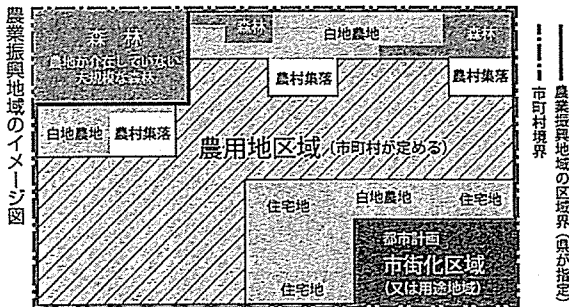 農業振興地域のイメージ図
森林
農地が介在していない
大規模な森林
森林
白地農地
森林
農村集落
農村集落
白地農地
農村集落
農用地区域（市町村が定める）
住宅地
白地農地
住宅地
都市計画
市街化区域
（又は用途地域）
住宅地
農業振興地域の区域界（県が指定）
市町村境界